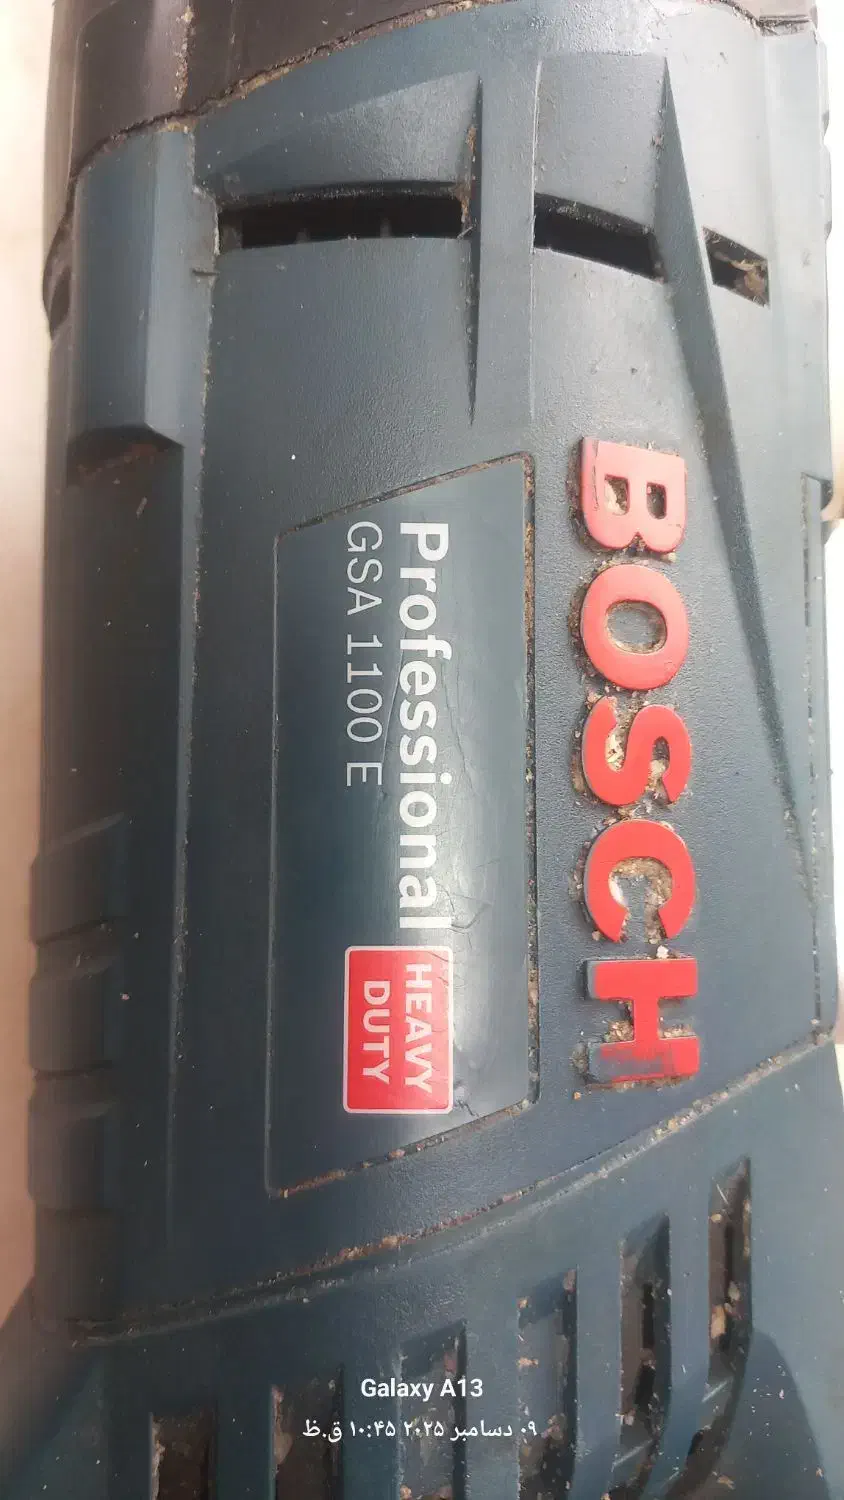 BOSCH
Professional
GSA 1100 E
HEAVY
DUTY
Galaxy A13
۰۹ دسامبر ۲۰۲۵ ۱۰:۴۵ ق.ظ